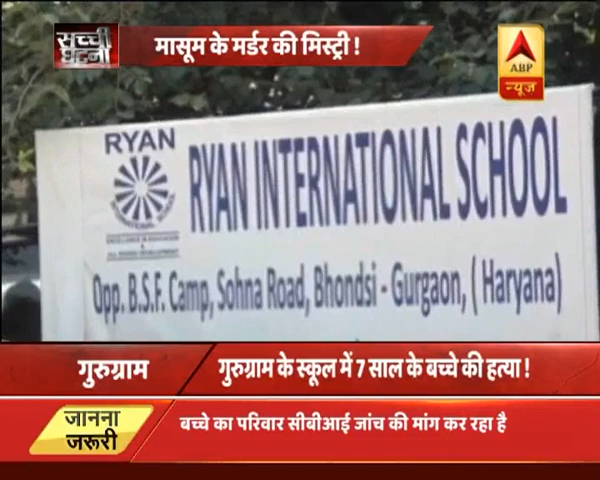 सच्ची
घटना
मासूम के मर्डर की मिस्ट्री !
ABP
न्यूज़
RYAN
RYAN INTERNATIONAL SCHOOL
Opp. B.S.F. Camp, Sohna Road, Bhondsi - Gurgaon, ( Haryana)
गुरुग्राम
गुरुग्राम के स्कूल में 7 साल के बच्चे की हत्या !
जानना
जरूरी
बच्चे का परिवार सीबीआई जांच की मांग कर रहा है